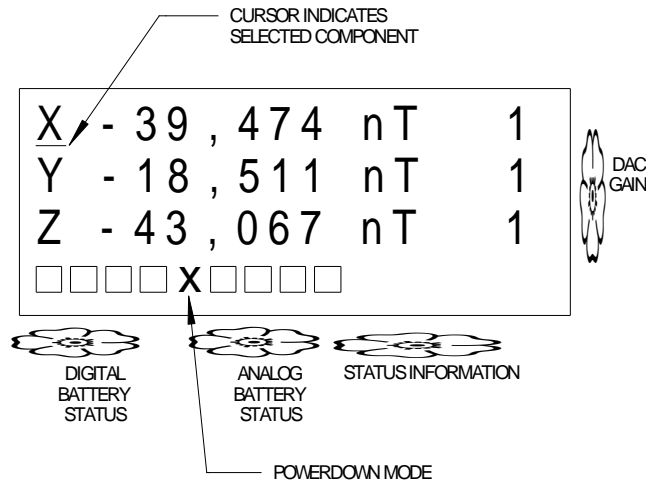 CURSOR INDICATES
SELECTED COMPONENT
X - 39,474 nT 1
Y - 18,511 nT 1
Z - 43,067 nT 1
□□□□x□□□□
DAC
GAIN
DIGITAL
BATTERY
STATUS
ANALOG
BATTERY
STATUS
STATUS INFORMATION
POWERDOWN MODE